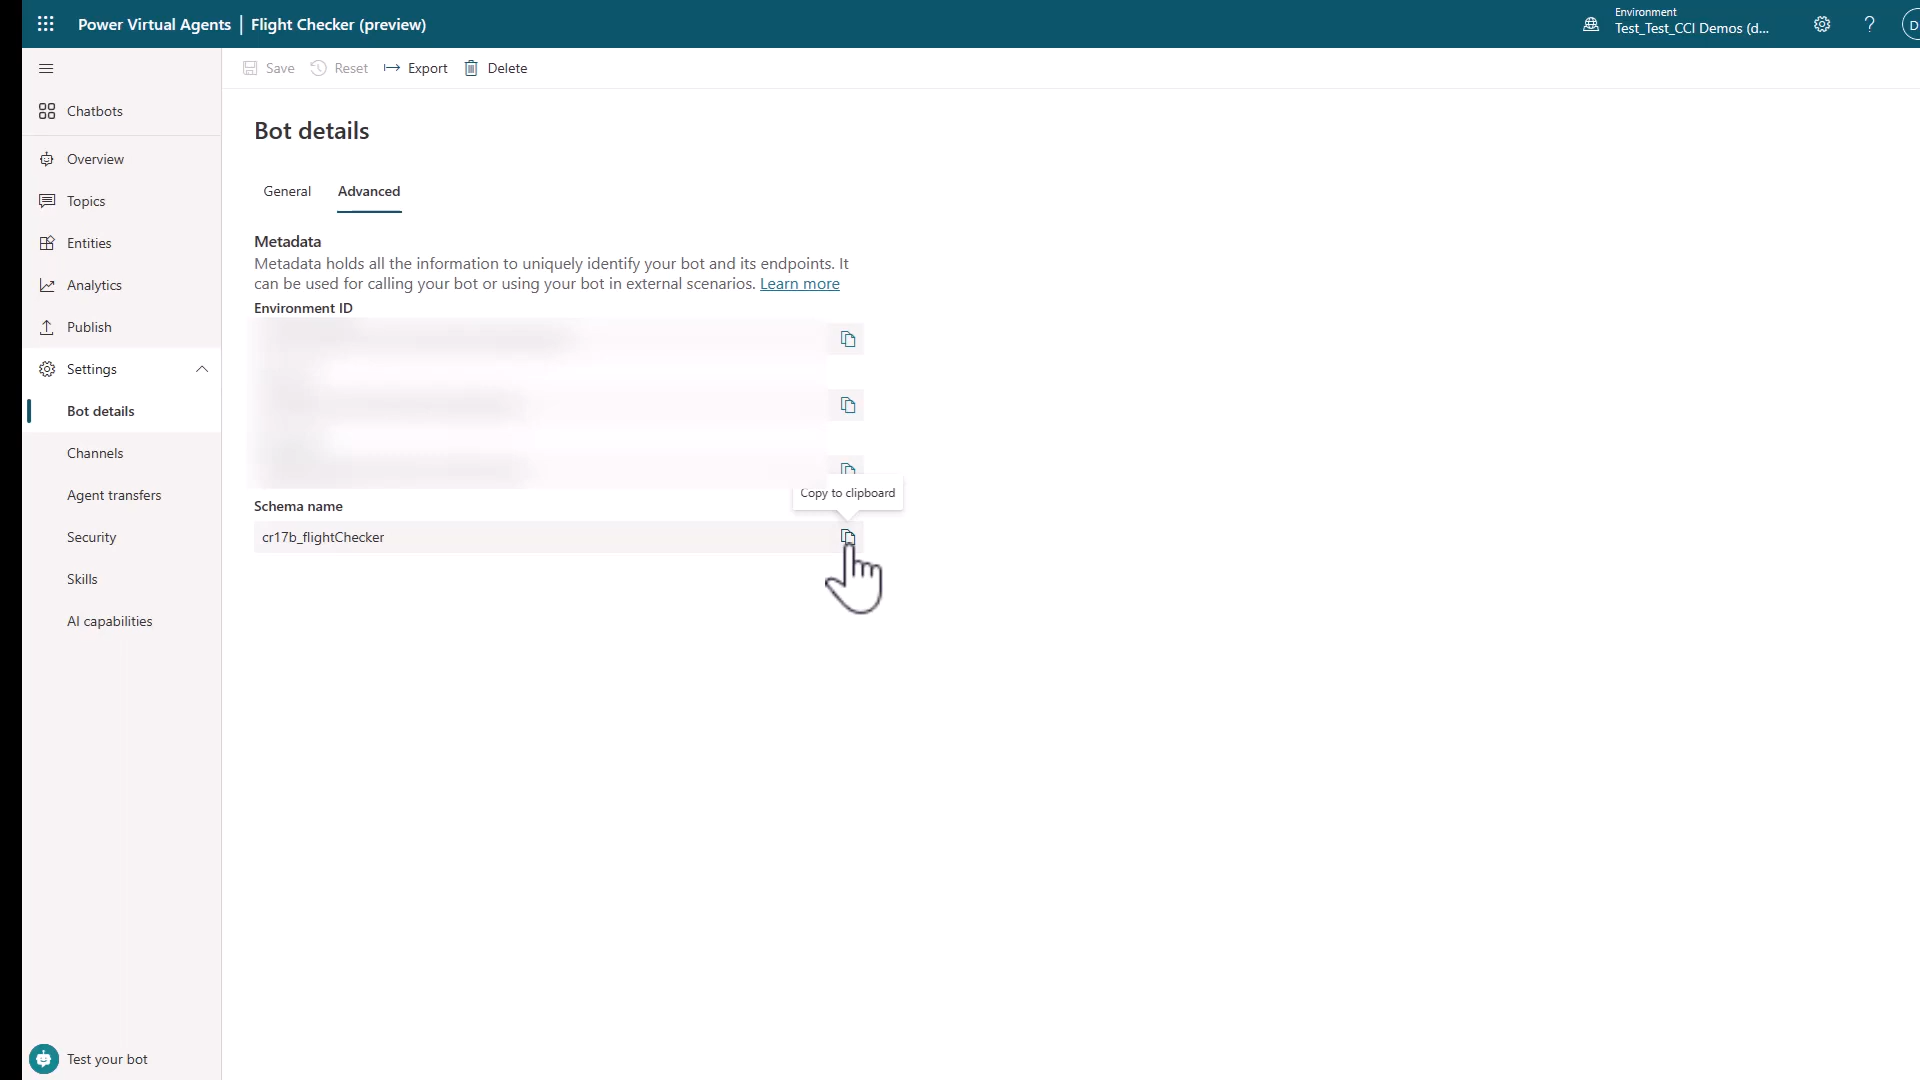 Power Virtual Agents | Flight Checker (preview)
Environment
Test_Test_CCI Demos (d...
?
D
Save
Reset
Export
Delete
Chatbots
Overview
Topics
Entities
Analytics
Publish
Settings
Bot details
Channels
Agent transfers
Security
Skills
AI capabilities
Test your bot
Bot details
General
Advanced
Metadata
Metadata holds all the information to uniquely identify your bot and its endpoints. It
can be used for calling your bot or using your bot in external scenarios. Learn more
Environment ID
Copy to clipboard
Schema name
cr17b_flightChecker